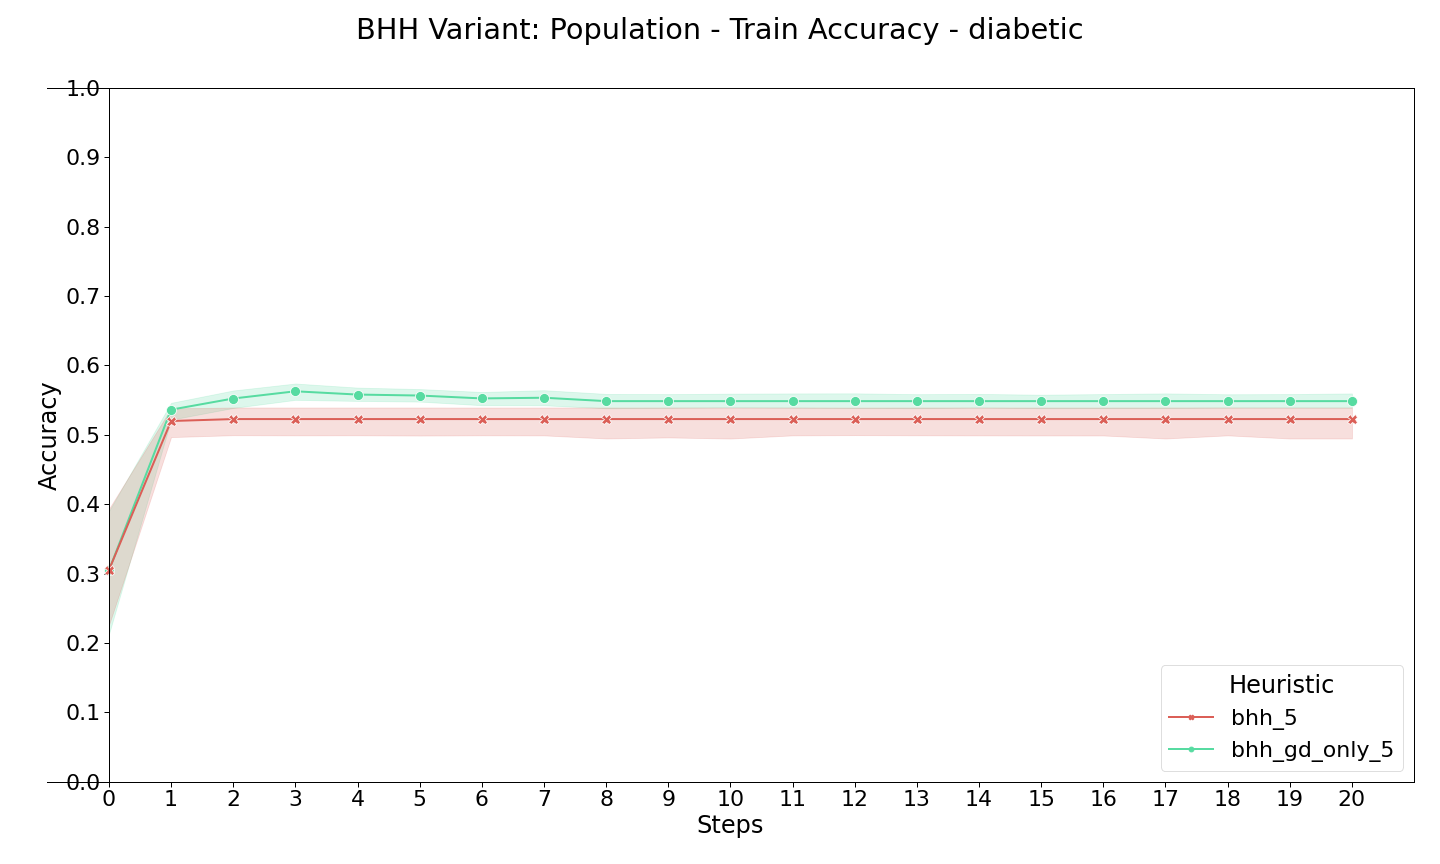 BHH Variant: Population - Train Accuracy - diabetic
1.0
0.9
0.8
0.7
0.6
0.5
0.4
0.3
0.2
0.1
0.0
Accuracy
Heuristic
bhh_5
bhh_gd_only_5
0 1 2 3 4 5 6 7 8 9 10 11 12 13 14 15 16 17 18 19 20
Steps